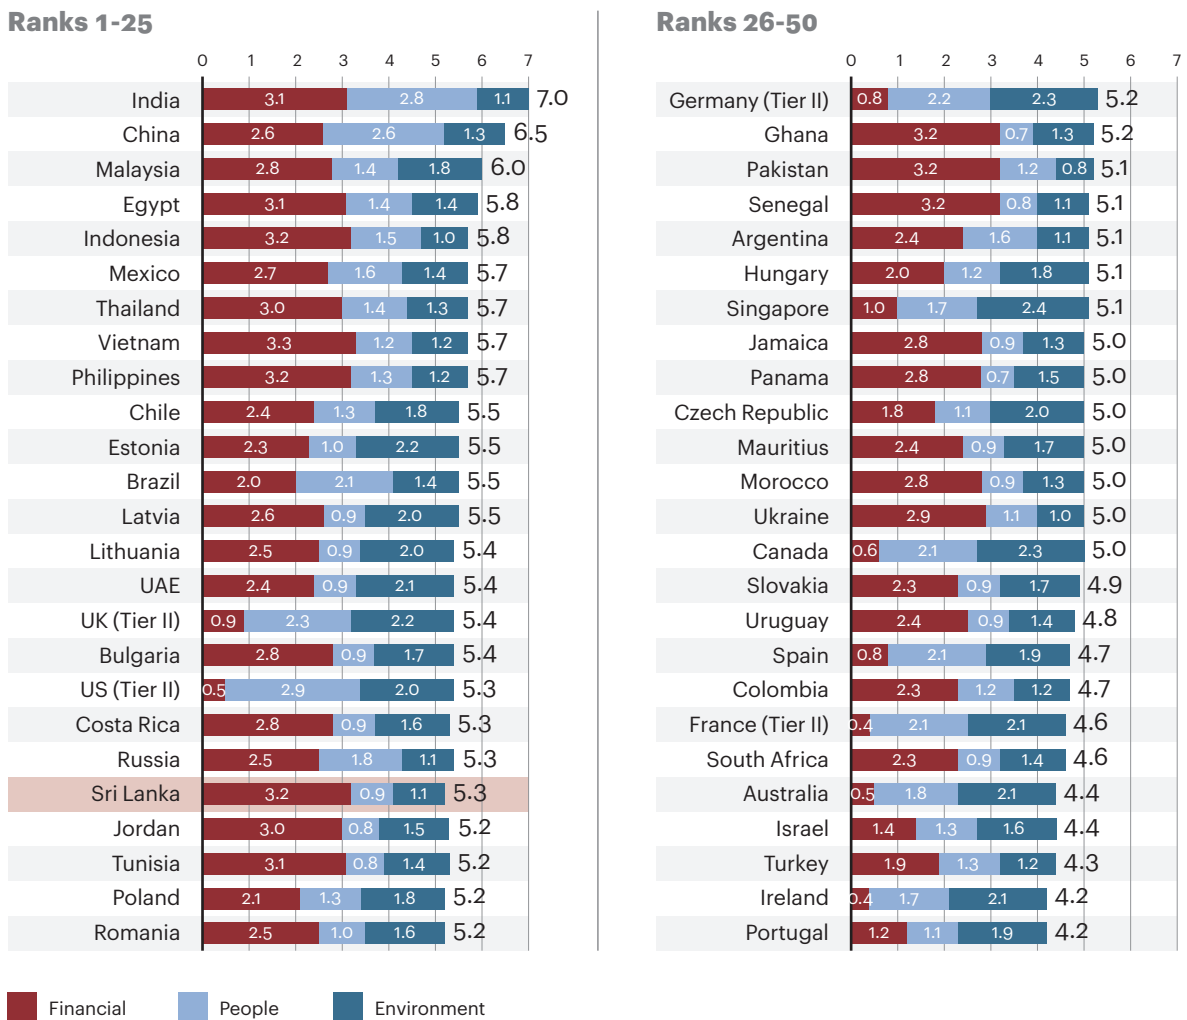 Ranks 1-25
0 1 2 3 4 5 6 7
India 3.1 2.8 1.1 7.0
China 2.6 2.6 1.3 6.5
Malaysia 2.8 1.4 1.8 6.0
Egypt 3.1 1.4 1.4 5.8
Indonesia 3.2 1.5 1.0 5.8
Mexico 2.7 1.6 1.4 5.7
Thailand 3.0 1.4 1.3 5.7
Vietnam 3.3 1.2 1.2 5.7
Philippines 3.2 1.3 1.2 5.7
Chile 2.4 1.3 1.8 5.5
Estonia 2.3 1.0 2.2 5.5
Brazil 2.0 2.1 1.4 5.5
Latvia 2.6 0.9 2.0 5.5
Lithuania 2.5 0.9 2.0 5.4
UAE 2.4 0.9 2.1 5.4
UK (Tier II) 0.9 2.3 2.2 5.4
Bulgaria 2.8 0.9 1.7 5.4
US (Tier II) 0.5 2.9 2.0 5.3
Costa Rica 2.8 0.9 1.6 5.3
Russia 2.5 1.8 1.1 5.3
Sri Lanka 3.2 0.9 1.1 5.3
Jordan 3.0 0.8 1.5 5.2
Tunisia 3.1 0.8 1.4 5.2
Poland 2.1 1.3 1.8 5.2
Romania 2.5 1.0 1.6 5.2
Ranks 26-50
0 1 2 3 4 5 6 7
Germany (Tier II) 0.8 2.2 2.3 5.2
Ghana 3.2 0.7 1.3 5.2
Pakistan 3.2 1.2 0.8 5.1
Senegal 3.2 0.8 1.1 5.1
Argentina 2.4 1.6 1.1 5.1
Hungary 2.0 1.2 1.8 5.1
Singapore 1.0 1.7 2.4 5.1
Jamaica 2.8 0.9 1.3 5.0
Panama 2.8 0.7 1.5 5.0
Czech Republic 1.8 1.1 2.0 5.0
Mauritius 2.4 0.9 1.7 5.0
Morocco 2.8 0.9 1.3 5.0
Ukraine 2.9 1.1 1.0 5.0
Canada 0.6 2.1 2.3 5.0
Slovakia 2.3 0.9 1.7 4.9
Uruguay 2.4 0.9 1.4 4.8
Spain 0.8 2.1 1.9 4.7
Colombia 2.3 1.2 1.2 4.7
France (Tier II) 0.4 2.1 2.1 4.6
South Africa 2.3 0.9 1.4 4.6
Australia 0.5 1.8 2.1 4.4
Israel 1.4 1.3 1.6 4.4
Turkey 1.9 1.3 1.2 4.3
Ireland 0.4 1.7 2.1 4.2
Portugal 1.2 1.1 1.9 4.2
Financial People Environment